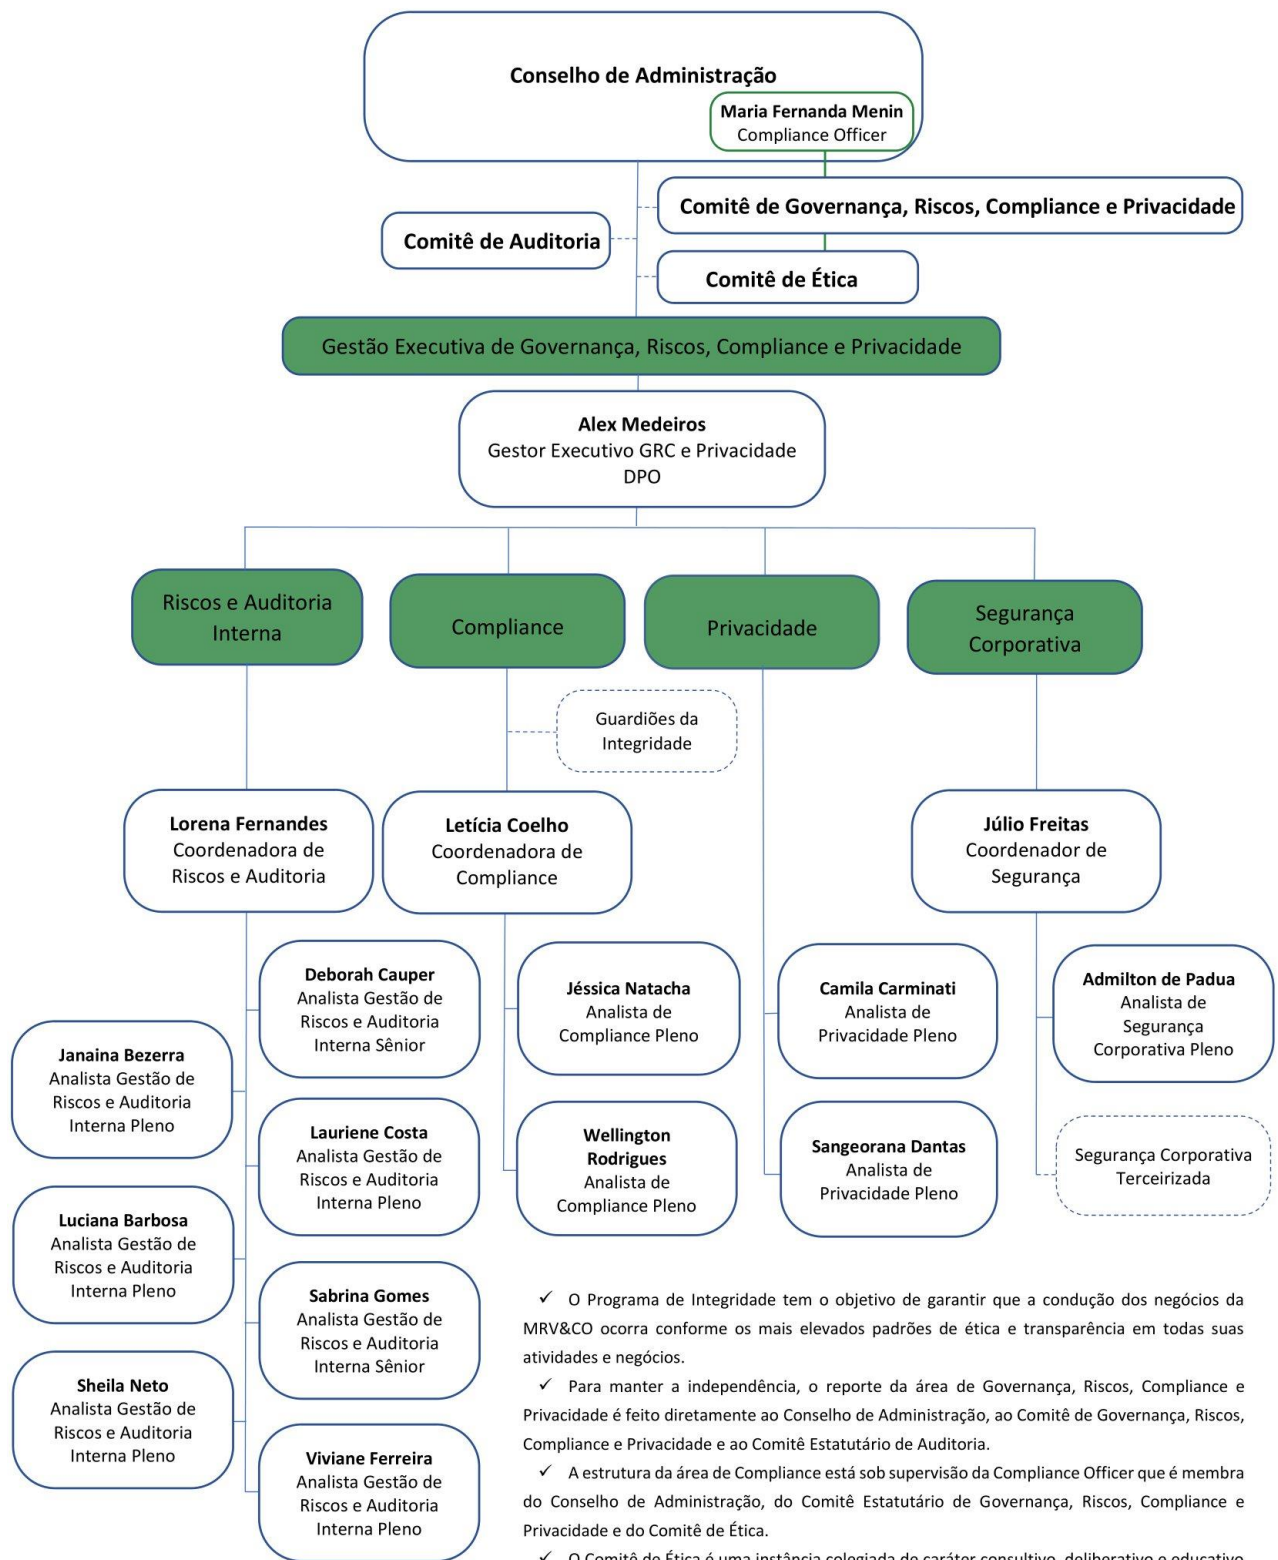 Conselho de Administração
Maria Fernanda Menin
Compliance Officer
Comitê de Governança, Riscos, Compliance e Privacidade
Comitê de Auditoria
Comitê de Ética
Gestão Executiva de Governança, Riscos, Compliance e Privacidade
Alex Medeiros
Gestor Executivo GRC e Privacidade
DPO
Riscos e Auditoria
Interna
Compliance
Privacidade
Segurança
Corporativa
Guardiões da
Integridade
Lorena Fernandes
Coordenadora de
Riscos e Auditoria
Letícia Coelho
Coordenadora de
Compliance
Júlio Freitas
Coordenador de
Segurança
Deborah Cauper
Analista Gestão de
Riscos e Auditoria
Interna Sênior
Janaina Bezerra
Analista Gestão de
Riscos e Auditoria
Interna Pleno
Lauriene Costa
Analista Gestão de
Riscos e Auditoria
Interna Pleno
Luciana Barbosa
Analista Gestão de
Riscos e Auditoria
Interna Pleno
Sabrina Gomes
Analista Gestão de
Riscos e Auditoria
Interna Sênior
Sheila Neto
Analista Gestão de
Riscos e Auditoria
Interna Pleno
Viviane Ferreira
Analista Gestão de
Riscos e Auditoria
Interna Pleno
Jéssica Natacha
Analista de
Compliance Pleno
Wellington
Rodrigues
Analista de
Compliance Pleno
Camila Carminati
Analista de
Privacidade Pleno
Sangeorana Dantas
Analista de
Privacidade Pleno
Admilton de Padua
Analista de
Segurança
Corporativa Pleno
Segurança Corporativa
Terceirizada
✓ O Programa de Integridade tem o objetivo de garantir que a condução dos negócios da
MRV&CO ocorra conforme os mais elevados padrões de ética e transparência em todas suas
atividades e negócios.
✓ Para manter a independência, o reporte da área de Governança, Riscos, Compliance e
Privacidade é feito diretamente ao Conselho de Administração, ao Comitê de Governança, Riscos,
Compliance e Privacidade e ao Comitê Estatutário de Auditoria.
✓ A estrutura da área de Compliance está sob supervisão da Compliance Officer que é membra
do Conselho de Administração, do Comitê Estatutário de Governança, Riscos, Compliance e
Privacidade e do Comitê de Ética.
✓ O Comitê de Ética é uma instância colegiada de caráter consultivo, deliberativo e educativo